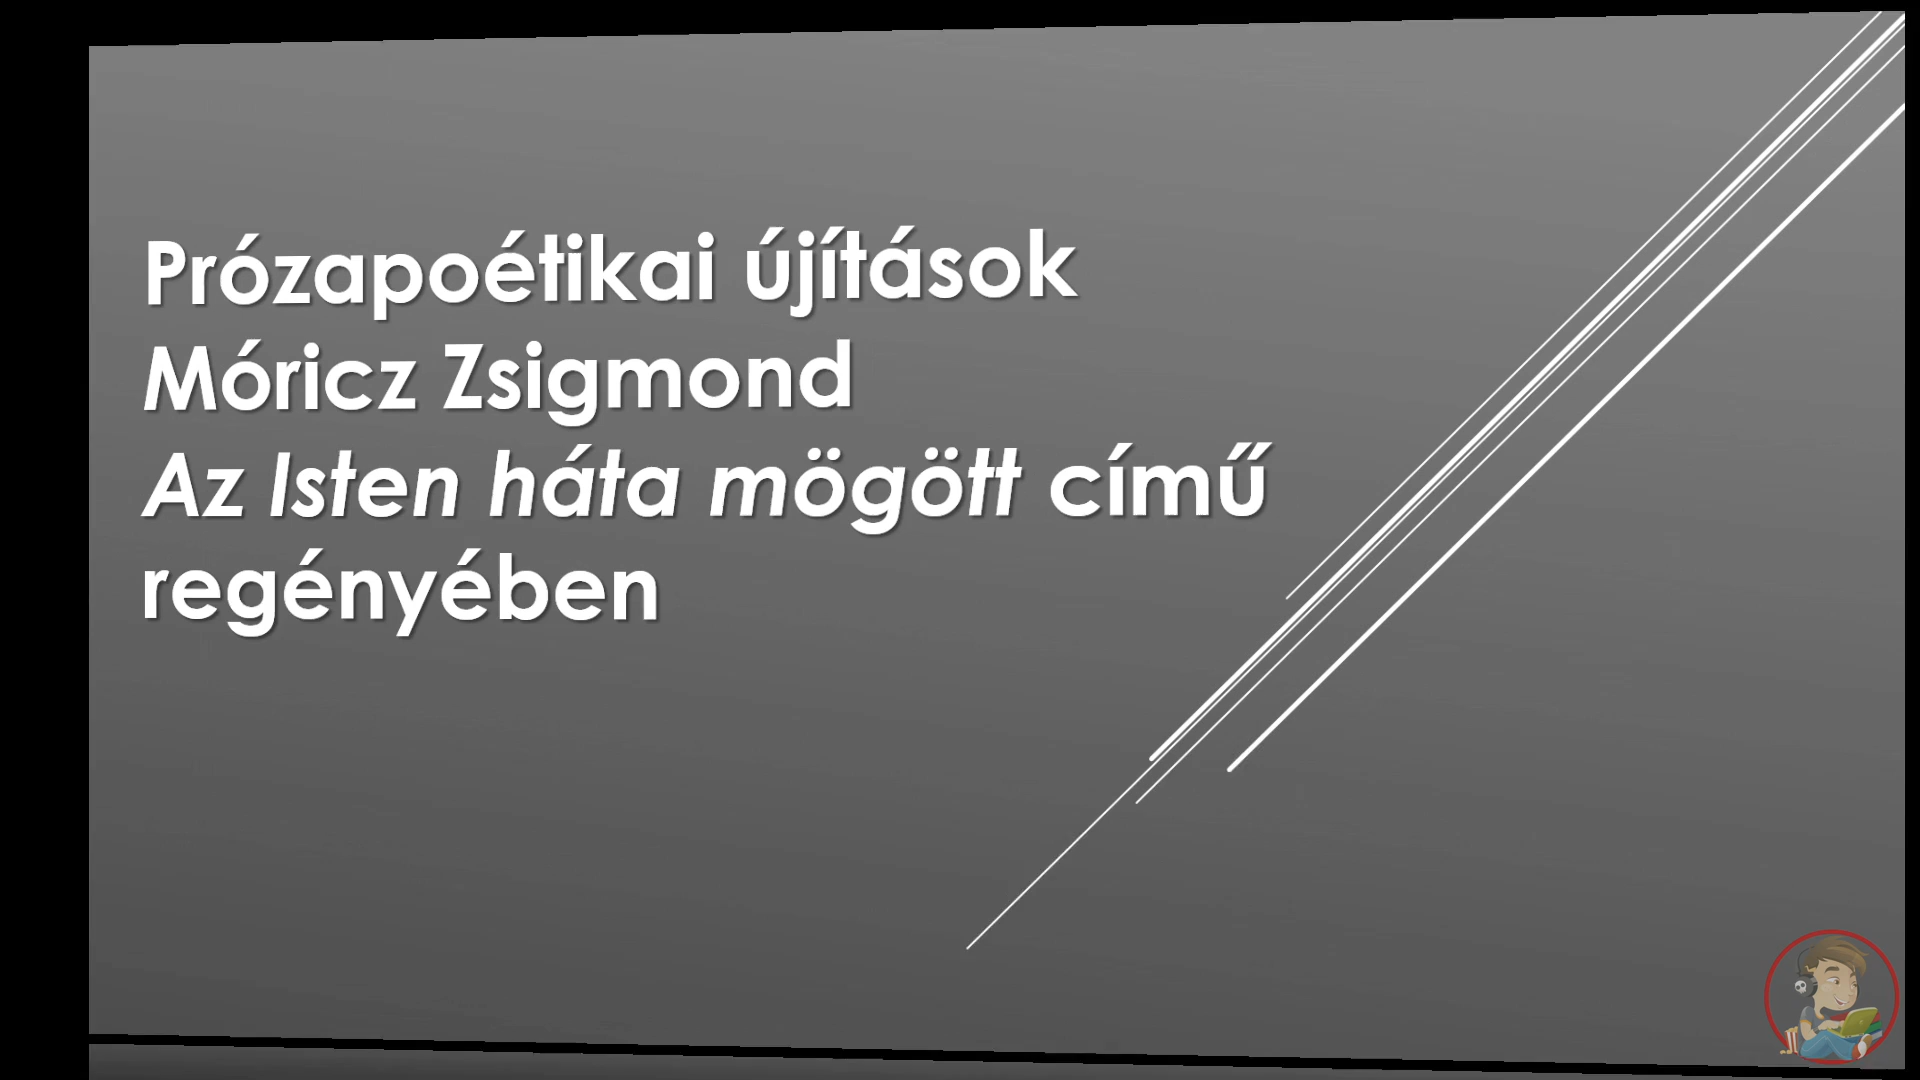 Prózapoétikai újítások
Móricz Zsigmond
Az Isten háta mögött című
regényében